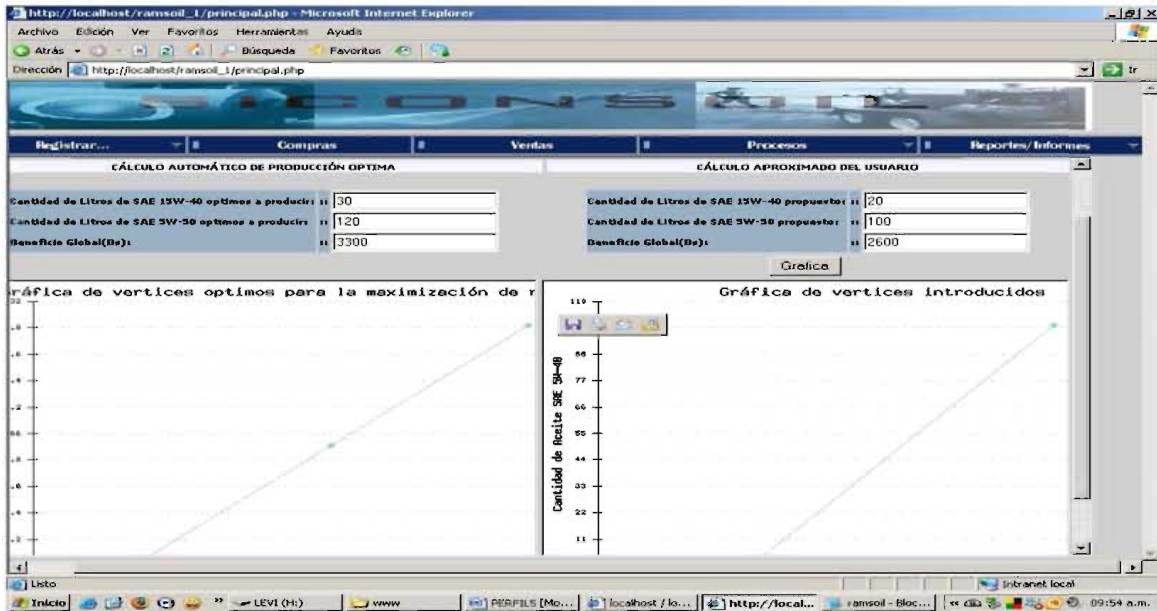 http://localhost/ramsoil_1/principal.php - Microsoft Internet Explorer
Archivo Edición Ver Favoritos Herramientas Ayuda
Atrás Búsqueda Favoritos
Dirección http://localhost/ramsoil_1/principal.php Ir
Registrar... Compras Ventas Procesos Reportes/Informes
CÁLCULO AUTOMÁTICO DE PRODUCCIÓN OPTIMA CÁLCULO APROXIMADO DEL USUARIO
Cantidad de Litros de SAE 15W-40 optimos a producir: :: 30 Cantidad de Litros de SAE 15W-40 propuestos :: 20
Cantidad de Litros de SAE 5W-50 optimos a producir: :: 120 Cantidad de Litros de SAE 5W-50 propuestos :: 100
Beneficio Global(Bs): :: 3300 Beneficio Global(Bs): :: 2600
Grafica
ráfica de vertices optimos para la maximización de r Gráfica de vertices introducidos
110
88
77
66
55
44
33
22
11
Cantidad de Aceite SAE 5W-40
Listo Intranet local
Inicio LEVI (H:) www PERFILS [Mo... localhost / lo... http://local... ramsoil - Bloc... 09:54 a.m.